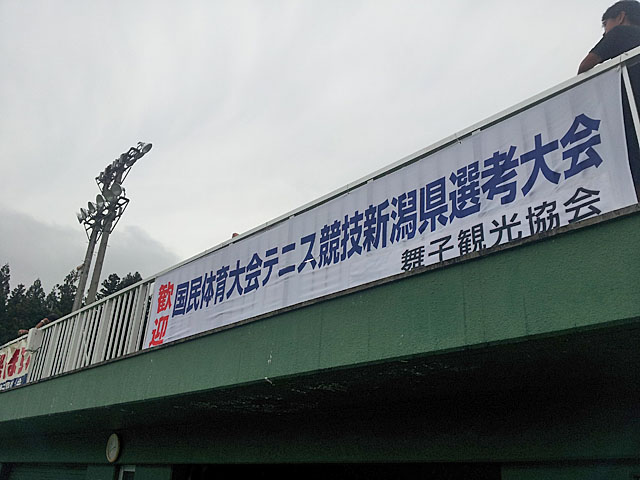 歓迎
国民体育大会テニス競技新潟県選考大会
舞子観光協会